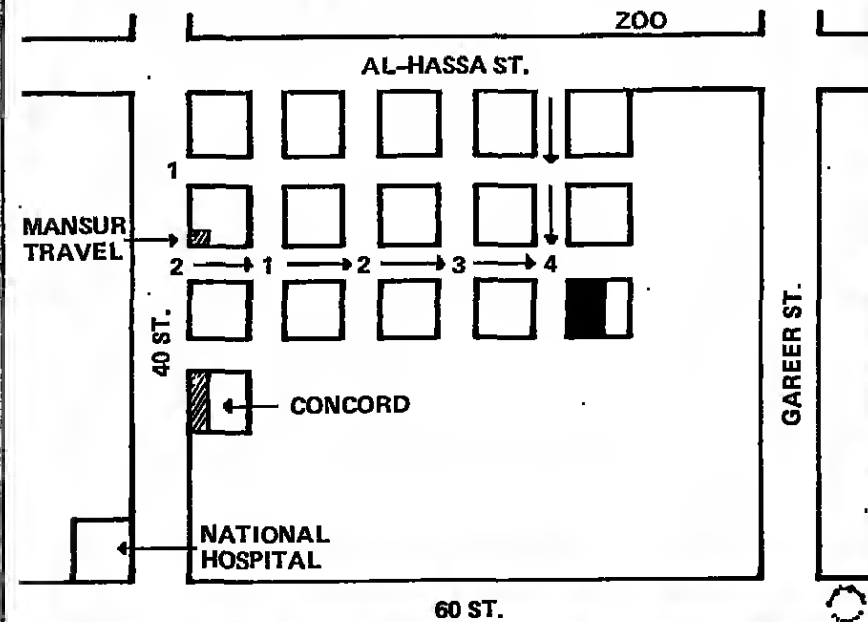 ZOO
AL-HASSA ST.
1
MANSUR
TRAVEL
2 1 2 3 4
40 ST.
GAREER ST.
CONCORD
NATIONAL
HOSPITAL
60 ST.